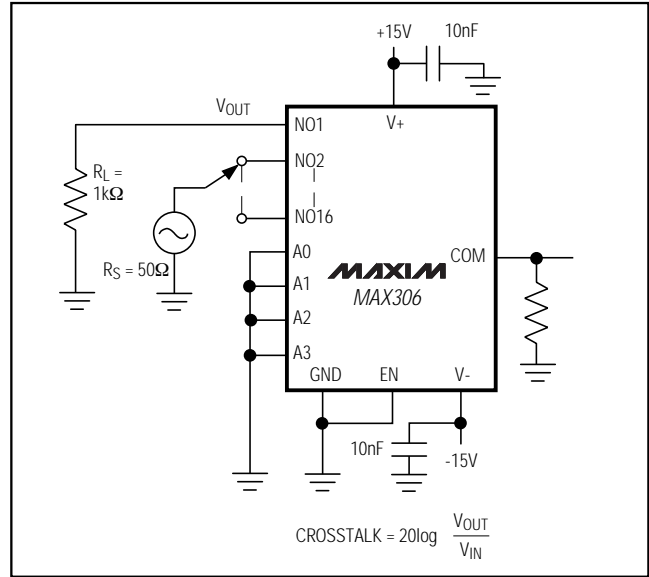 +15V
10nF
VOUT
NO1
V+
RL =
1kΩ
NO2
NO16
RS = 50Ω
A0
COM
MAXIM
A1
MAX306
A2
A3
GND
EN
V-
10nF
-15V
CROSSTALK = 20log VOUT
VIN